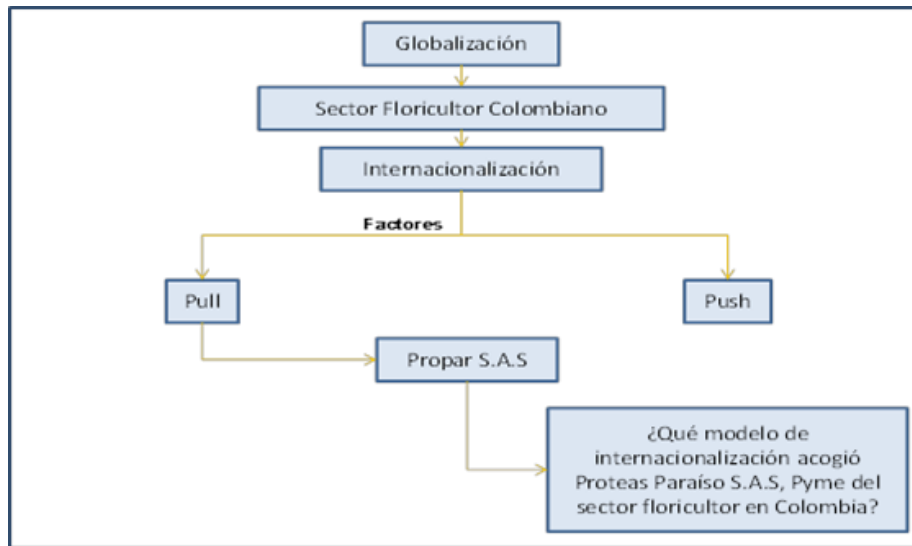 Globalización
Sector Floricultor Colombiano
Internacionalización
Factores
Pull
Push
Propar S.A.S
¿Qué modelo de
internacionalización acogió
Proteas Paraíso S.A.S, Pyme del
sector floricultor en Colombia?